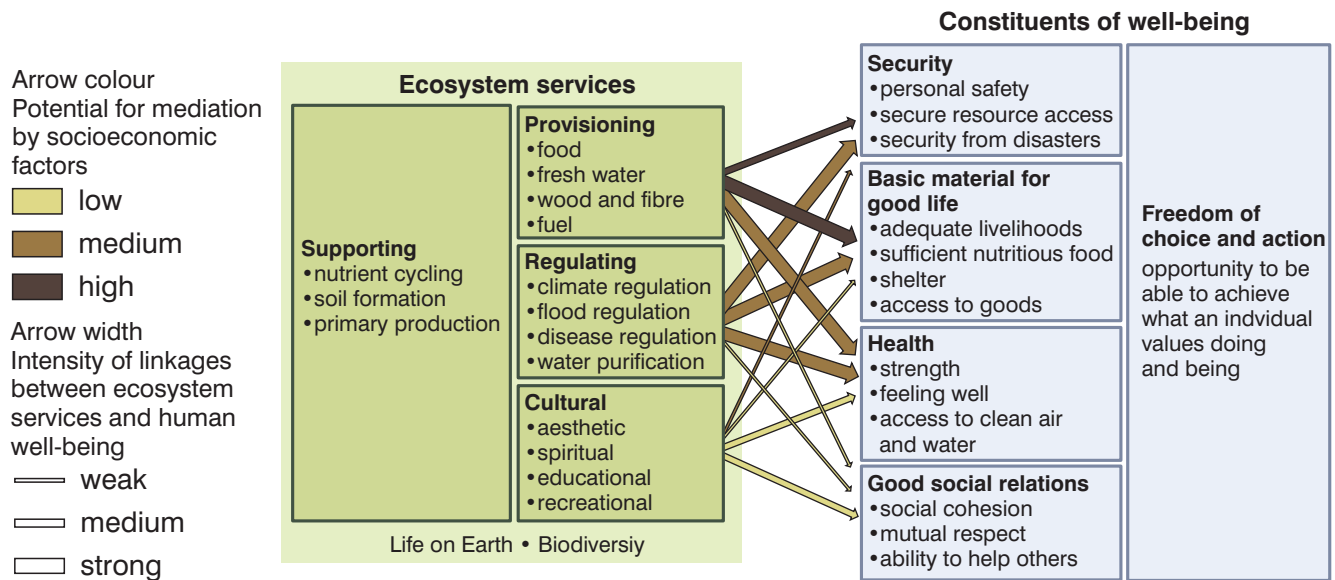 Constituents of well-being
Arrow colour
Potential for mediation
by socioeconomic
factors
low
medium
high
Arrow width
Intensity of linkages
between ecosystem
services and human
well-being
weak
medium
strong
Ecosystem services
Supporting
• nutrient cycling
• soil formation
• primary production
Provisioning
• food
• fresh water
• wood and fibre
• fuel
Regulating
• climate regulation
• flood regulation
• disease regulation
• water purification
Cultural
• aesthetic
• spiritual
• educational
• recreational
Life on Earth • Biodiversiy
Security
• personal safety
• secure resource access
• security from disasters
Basic material for
good life
• adequate livelihoods
• sufficient nutritious food
• shelter
• access to goods
Health
• strength
• feeling well
• access to clean air
and water
Good social relations
• social cohesion
• mutual respect
• ability to help others
Freedom of
choice and action
opportunity to be
able to achieve
what an indvidual
values doing
and being